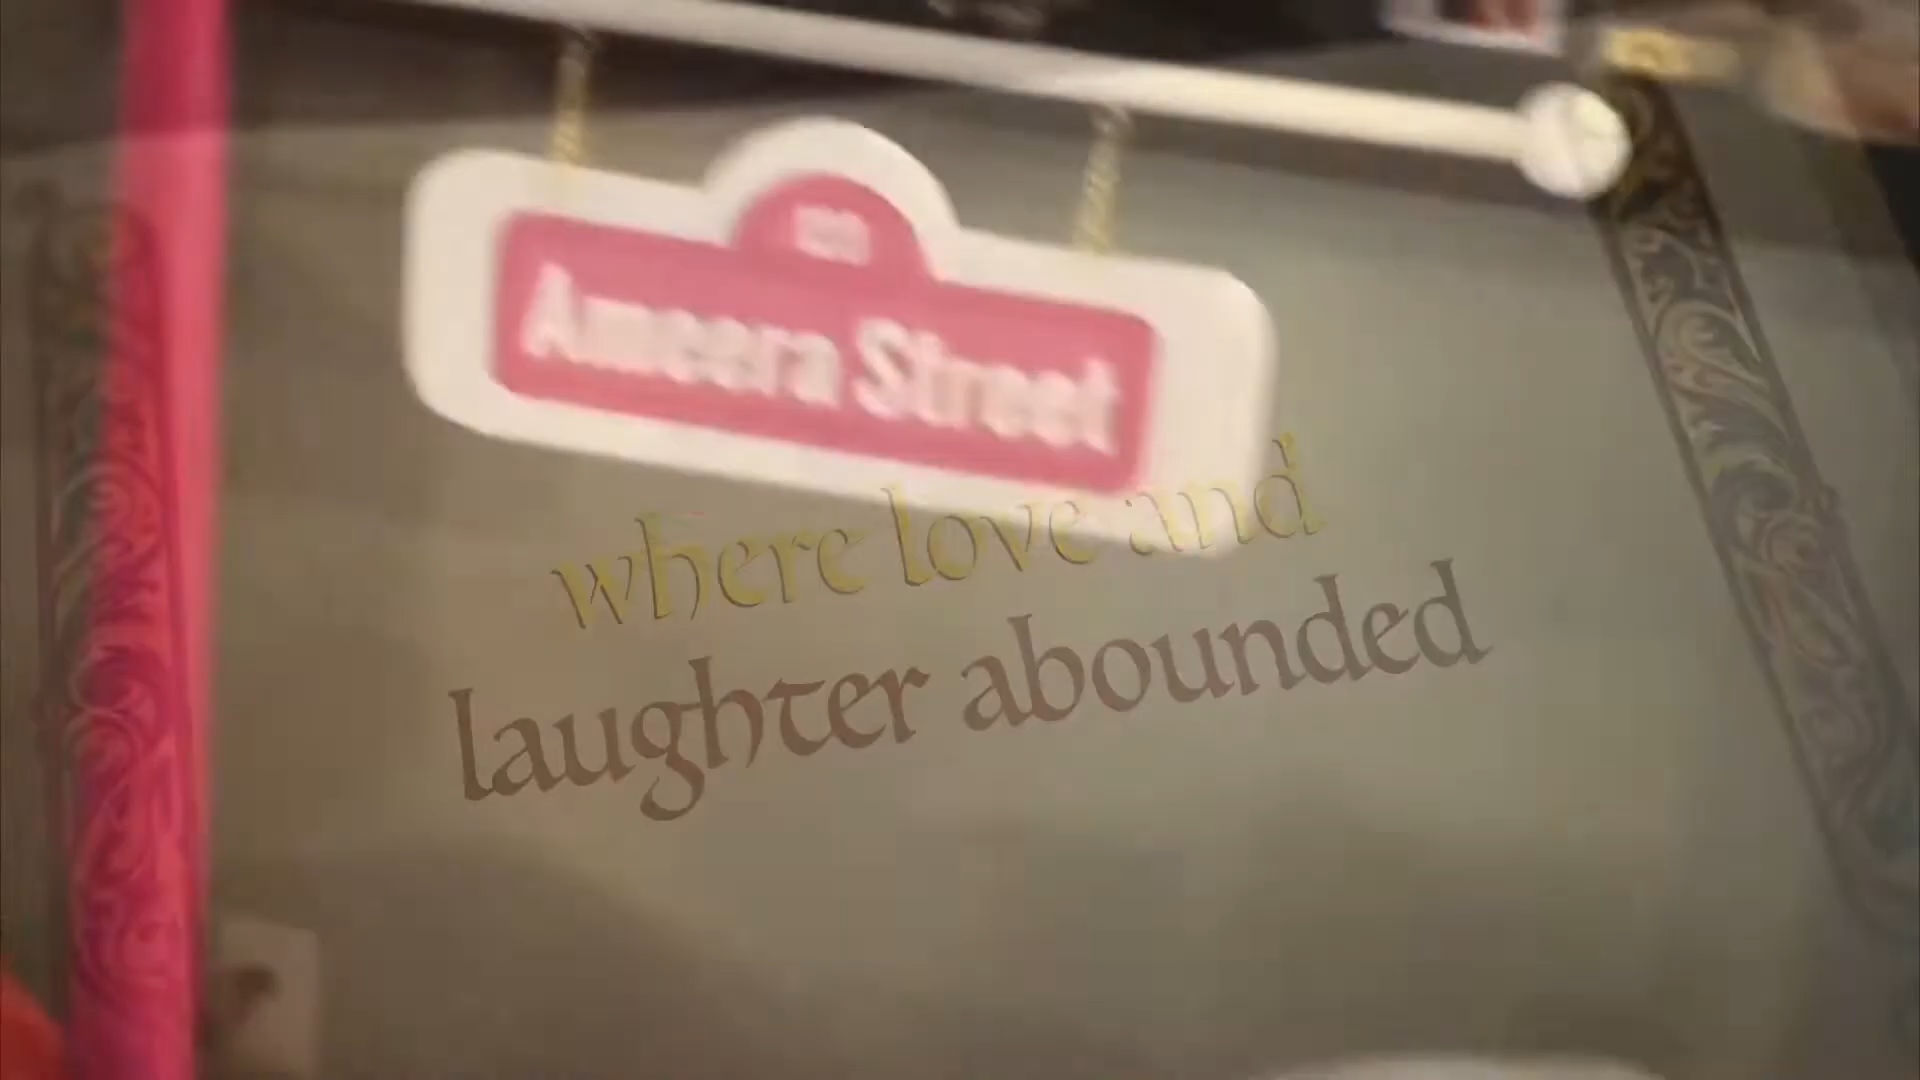 Ameera Street
where love and
laughter abounded